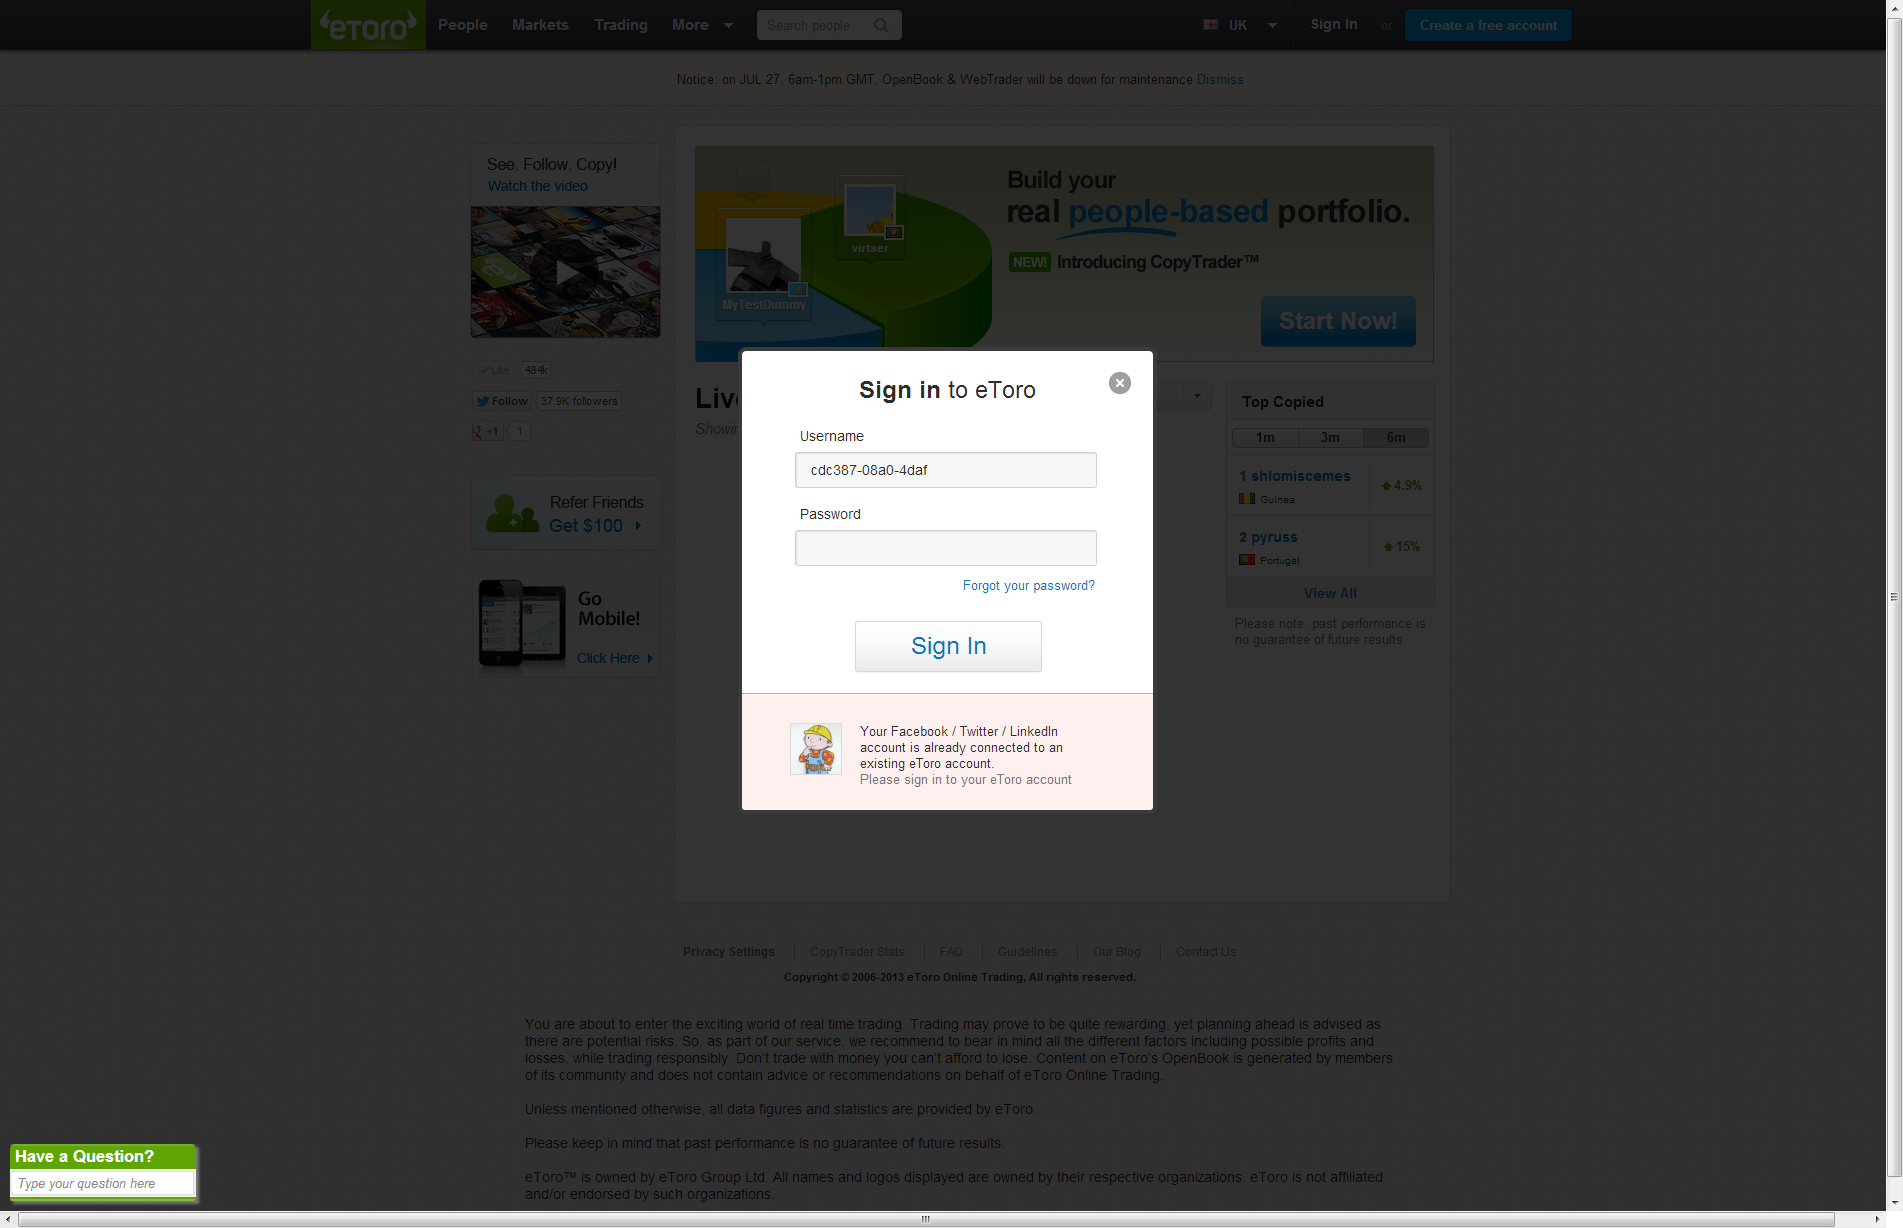 eToro
People
Markets
Trading
More
Search people
UK
Sign In
or
Create a free account
Notice: on JUL 27, 6am-1pm GMT, OpenBook & WebTrader will be down for maintenance Dismiss
See. Follow. Copy!
Watch the video
Like
484k
Follow
37.9K followers
+1
1
Refer Friends
Get $100
Go
Mobile!
Click Here
MyTestDummy
virtser
Build your
real people-based portfolio.
NEW! Introducing CopyTrader™
Start Now!
Live
Showin
Sign in to eToro
Username
cdc387-08a0-4daf
Password
Forgot your password?
Sign In
Your Facebook / Twitter / LinkedIn
account is already connected to an
existing eToro account.
Please sign in to your eToro account
Top Copied
1m
3m
6m
1 shlomiscemes
Guinea
4.9%
2 pyruss
Portugal
15%
View All
Please note: past performance is
no guarantee of future results.
Privacy Settings
CopyTrader Stats
FAQ
Guidelines
Our Blog
Contact Us
Copyright © 2006-2013 eToro Online Trading, All rights reserved.
You are about to enter the exciting world of real time trading. Trading may prove to be quite rewarding, yet planning ahead is advised as
there are potential risks. So, as part of our service, we recommend to bear in mind all the different factors including possible profits and
losses, while trading responsibly. Don't trade with money you can't afford to lose. Content on eToro's OpenBook is generated by members
of its community and does not contain advice or recommendations on behalf of eToro Online Trading.
Unless mentioned otherwise, all data figures and statistics are provided by eToro.
Please keep in mind that past performance is no guarantee of future results.
eToro™ is owned by eToro Group Ltd. All names and logos displayed are owned by their respective organizations. eToro is not affiliated
and/or endorsed by such organizations.
Have a Question?
Type your question here